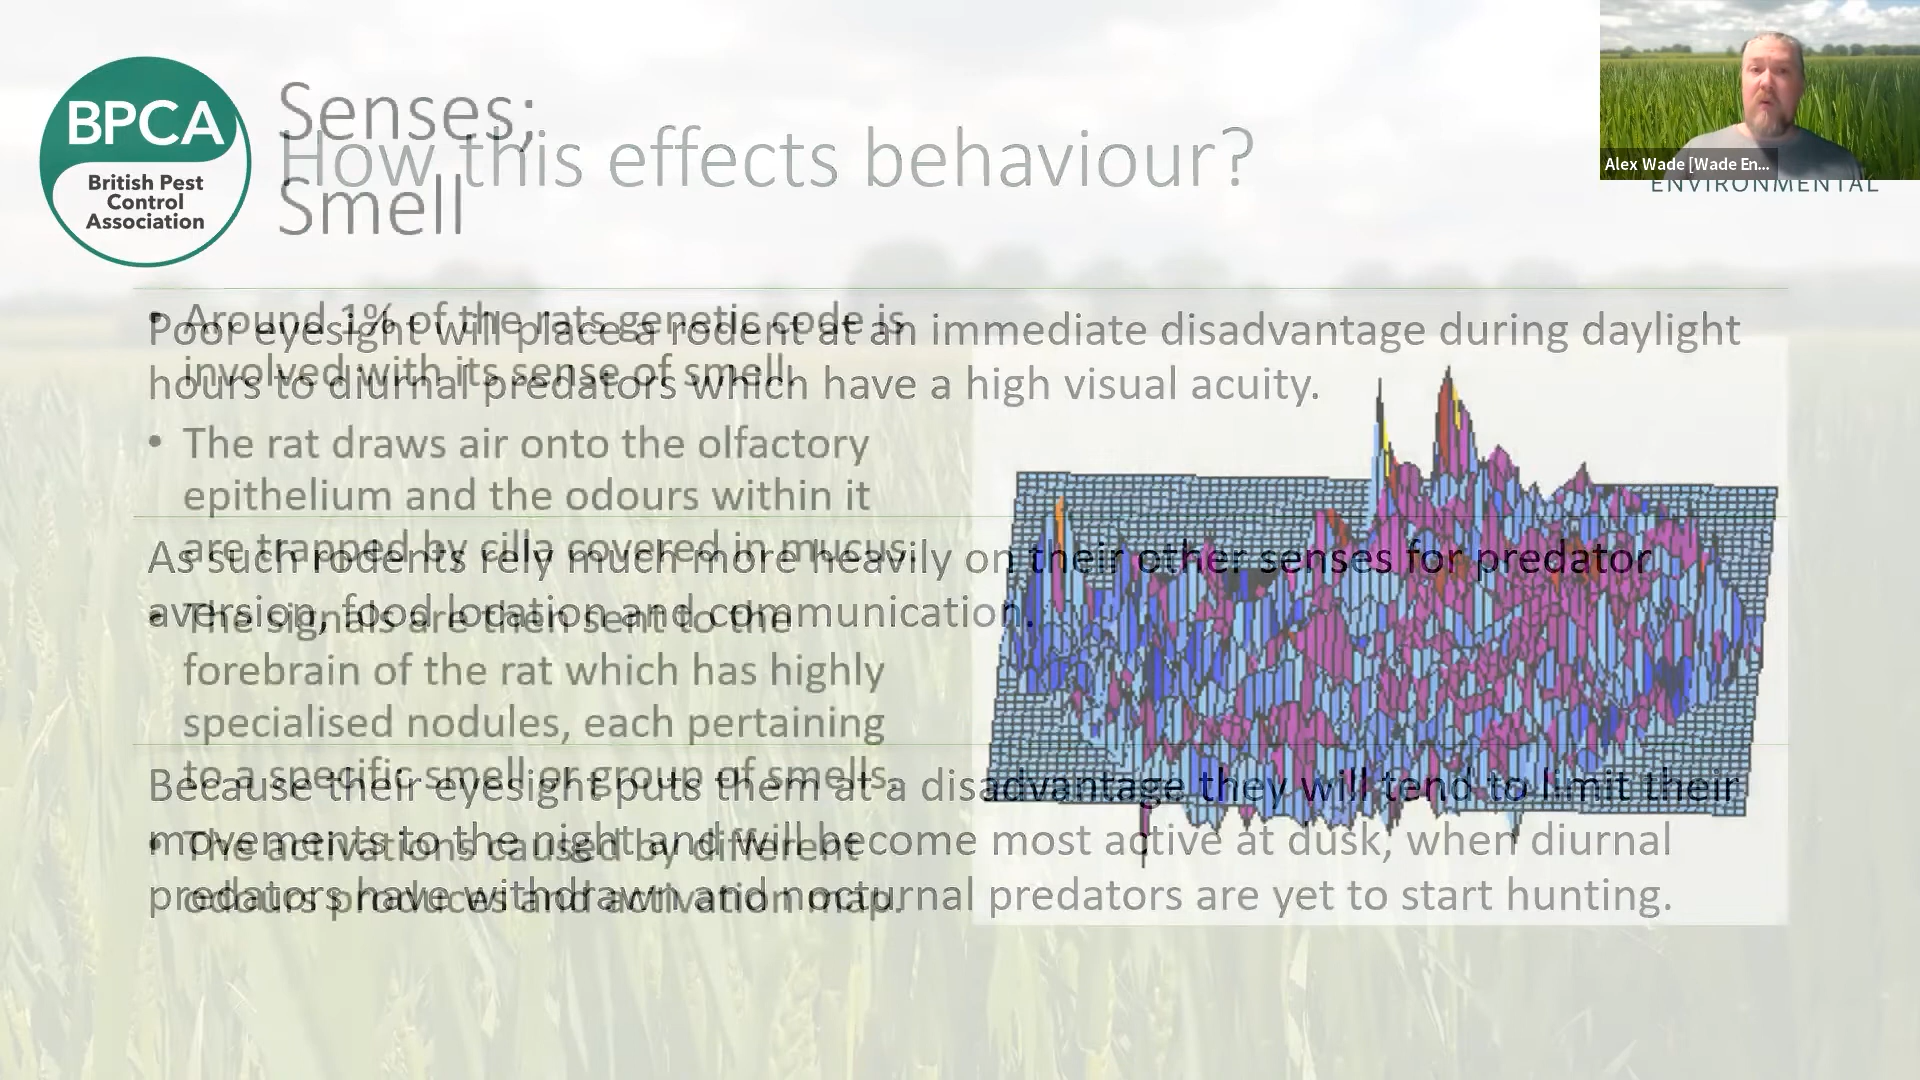 BPCA
British Pest
Control
Association
Senses;
Smell
How this effects behaviour?
Alex Wade [Wade En...
ENVIRONMENTAL
• Around 1% of the rats genetic code is
involved with its sense of smell.
• The rat draws air onto the olfactory
epithelium and the odours within it
are trapped by cilla covered in mucus.
• The signals are then sent to the
forebrain of the rat which has highly
specialised nodules, each pertaining
to a specific smell or group of smells.
• The activations caused by different
odours produces and activation map.
Poor eyesight will place a rodent at an immediate disadvantage during daylight
hours to diurnal predators which have a high visual acuity.
As such rodents rely much more heavily on their other senses for predator
aversion, food location and communication.
Because their eyesight puts them at a disadvantage they will tend to limit their
movements to the night and will become most active at dusk, when diurnal
predators have withdrawn and nocturnal predators are yet to start hunting.